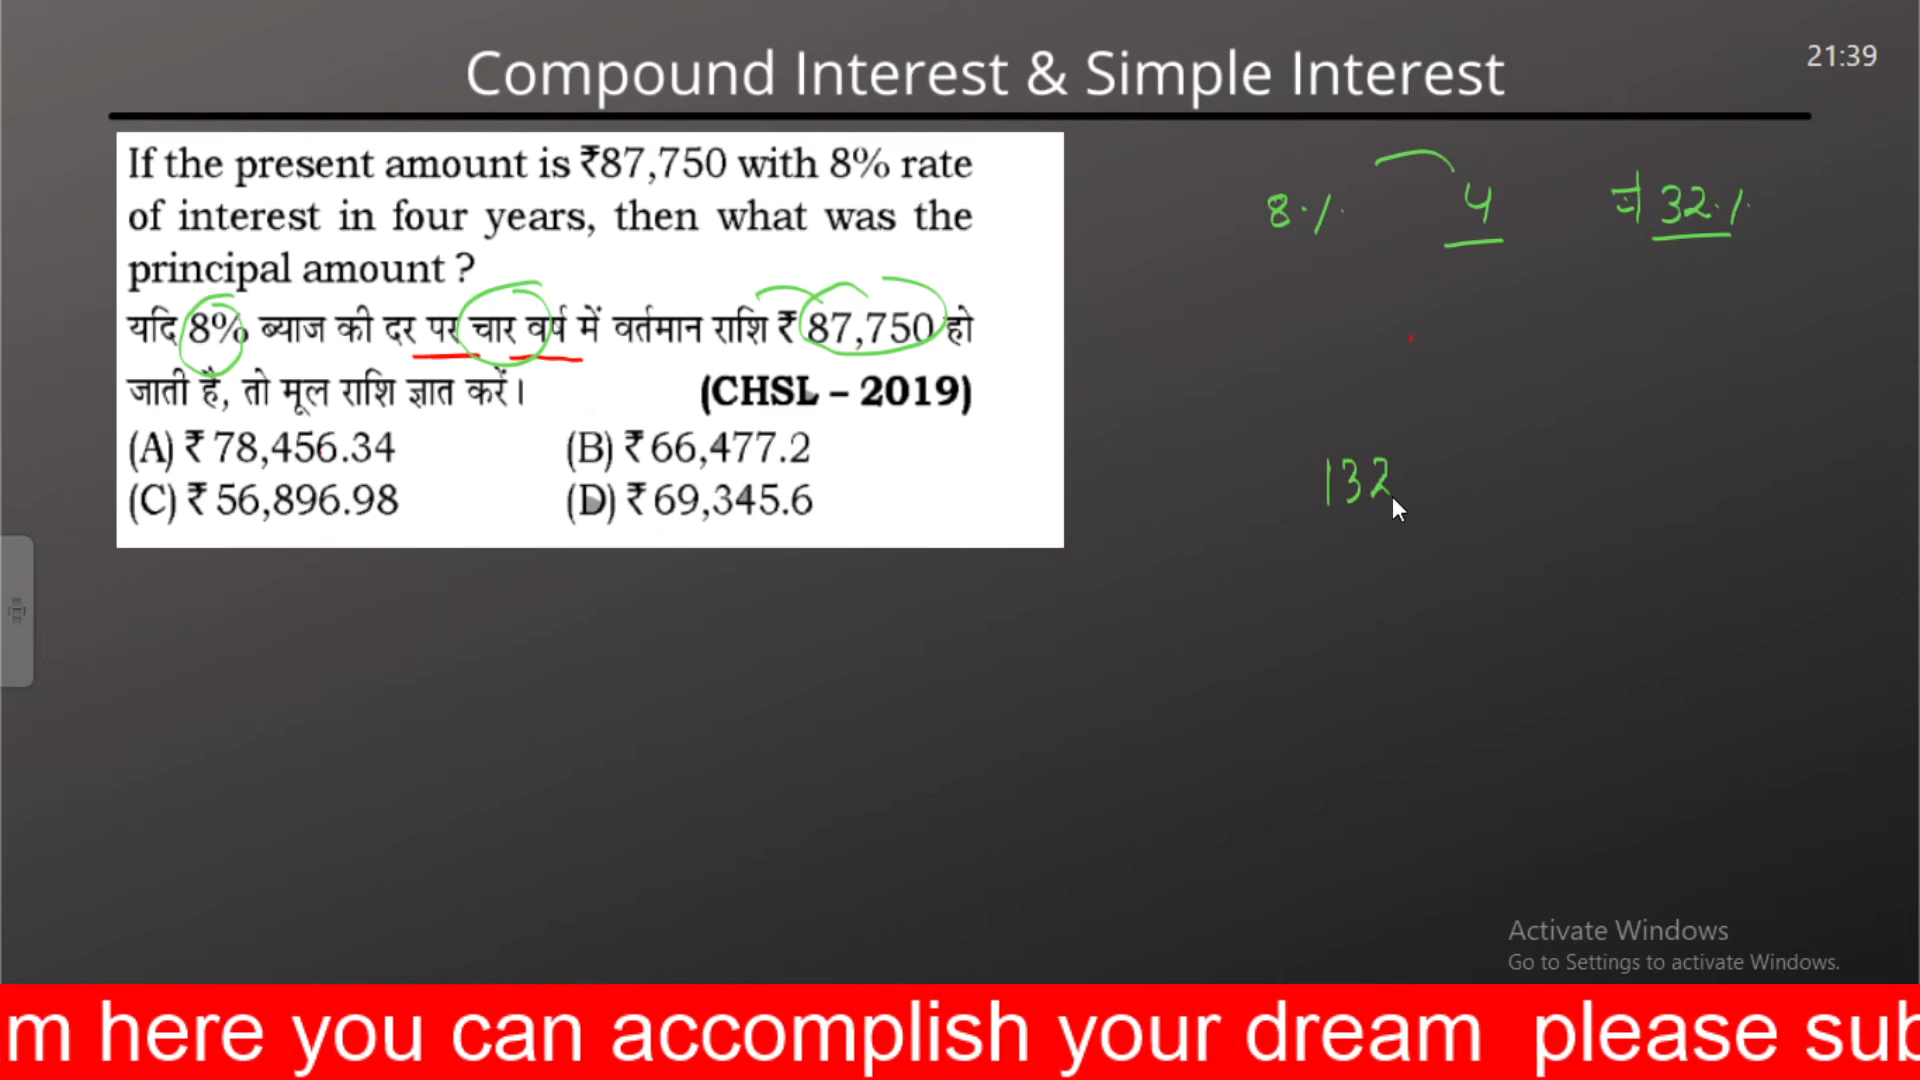 Compound Interest & Simple Interest
21:39
If the present amount is ₹87,750 with 8% rate
of interest in four years, then what was the
principal amount ?
यदि 8% ब्याज की दर पर चार वर्ष में वर्तमान राशि ₹ 87,750 हो
जाती है, तो मूल राशि ज्ञात करें।
(CHSL – 2019)
(A) ₹ 78,456.34
(B) ₹ 66,477.2
(C) ₹ 56,896.98
(D) ₹ 69,345.6
8% 4 32%
132
Activate Windows
Go to Settings to activate Windows.
m here you can accomplish your dream please sub